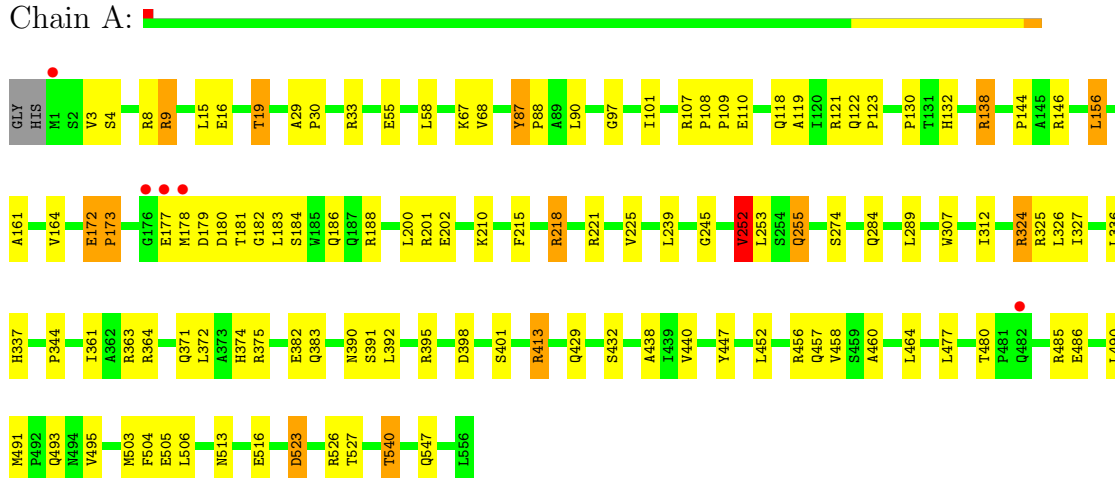 Chain A:
GLY HIS M1 S2 V3 S4 R8 R9 L15 E16 T19 A29 P30 R33 E55 L58 K67 V68 Y87 P88 A89 L90 G97 I101 R107 P108 P109 E110 Q118 A119 I120 R121 Q122 P123 P130 T131 H132 R138 P144 A145 R146 L156
A161 V164 E172 P173 G176 E177 M178 D179 D180 T181 G182 L183 S184 W185 Q186 Q187 R188 L200 R201 E202 K210 F215 R218 R221 V225 L239 G245 V252 L253 S254 Q255 S274 Q284 L289 W307 I312 R324 R325 L326 I327 L336
H337 P344 I361 A362 R363 R364 Q371 L372 A373 H374 R375 E382 Q383 N390 S391 L392 R395 D398 S401 R413 Q429 S432 A438 I439 V440 Y447 L452 R456 Q457 V458 S459 A460 L464 L477 T480 P481 Q482 R485 E486 L490
M491 P492 Q493 N494 V495 M503 F504 E505 L506 N513 E516 D523 R526 T527 T540 Q547 L556